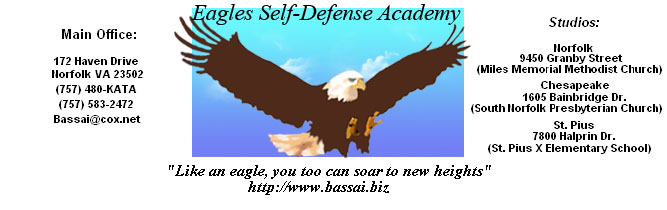 Eagles Self-Defense Academy
Main Office:
172 Haven Drive
Norfolk VA 23502
(757) 480-KATA
(757) 583-2472
Bassai@cox.net
Studios:
Norfolk
9450 Granby Street
(Miles Memorial Methodist Church)
Chesapeake
1605 Bainbridge Dr.
(South Norfolk Presbyterian Church)
St. Pius
7800 Halprin Dr.
(St. Pius X Elementary School)
"Like an eagle, you too can soar to new heights"
http://www.bassai.biz